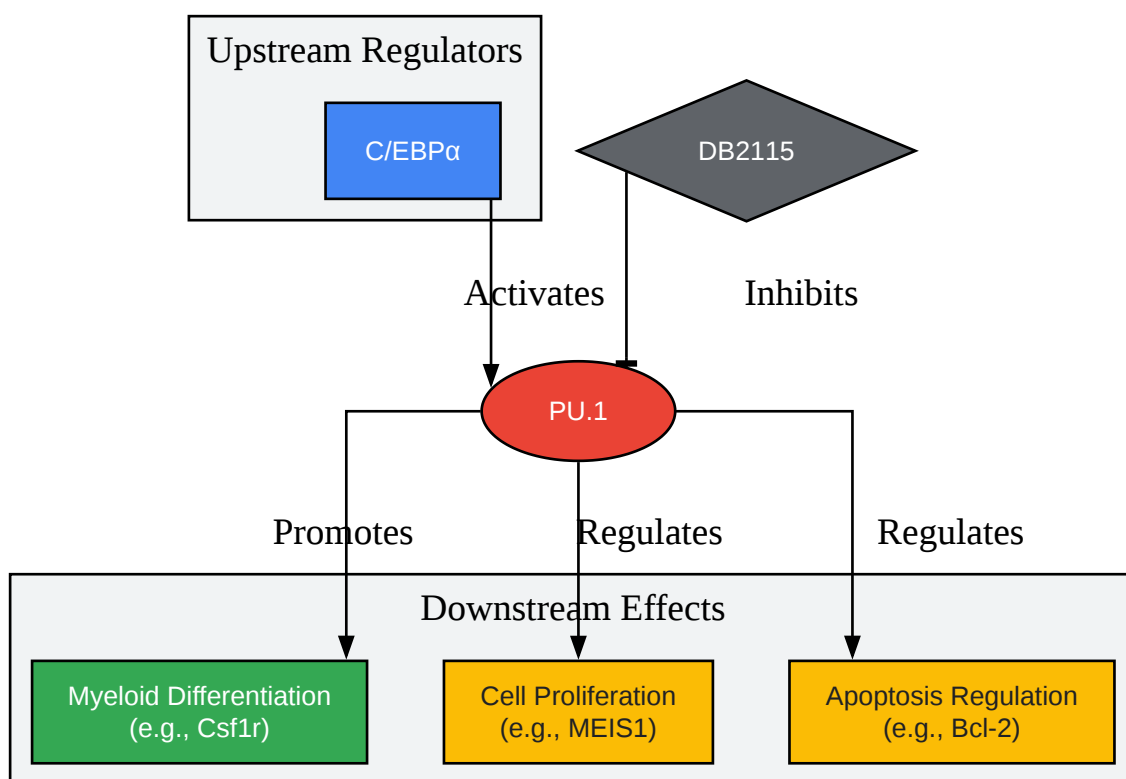 Upstream Regulators
C/EBPα
DB2115
Activates
Inhibits
PU.1
Promotes
Regulates
Regulates
Downstream Effects
Myeloid Differentiation
(e.g., Csf1r)
Cell Proliferation
(e.g., MEIS1)
Apoptosis Regulation
(e.g., Bcl-2)